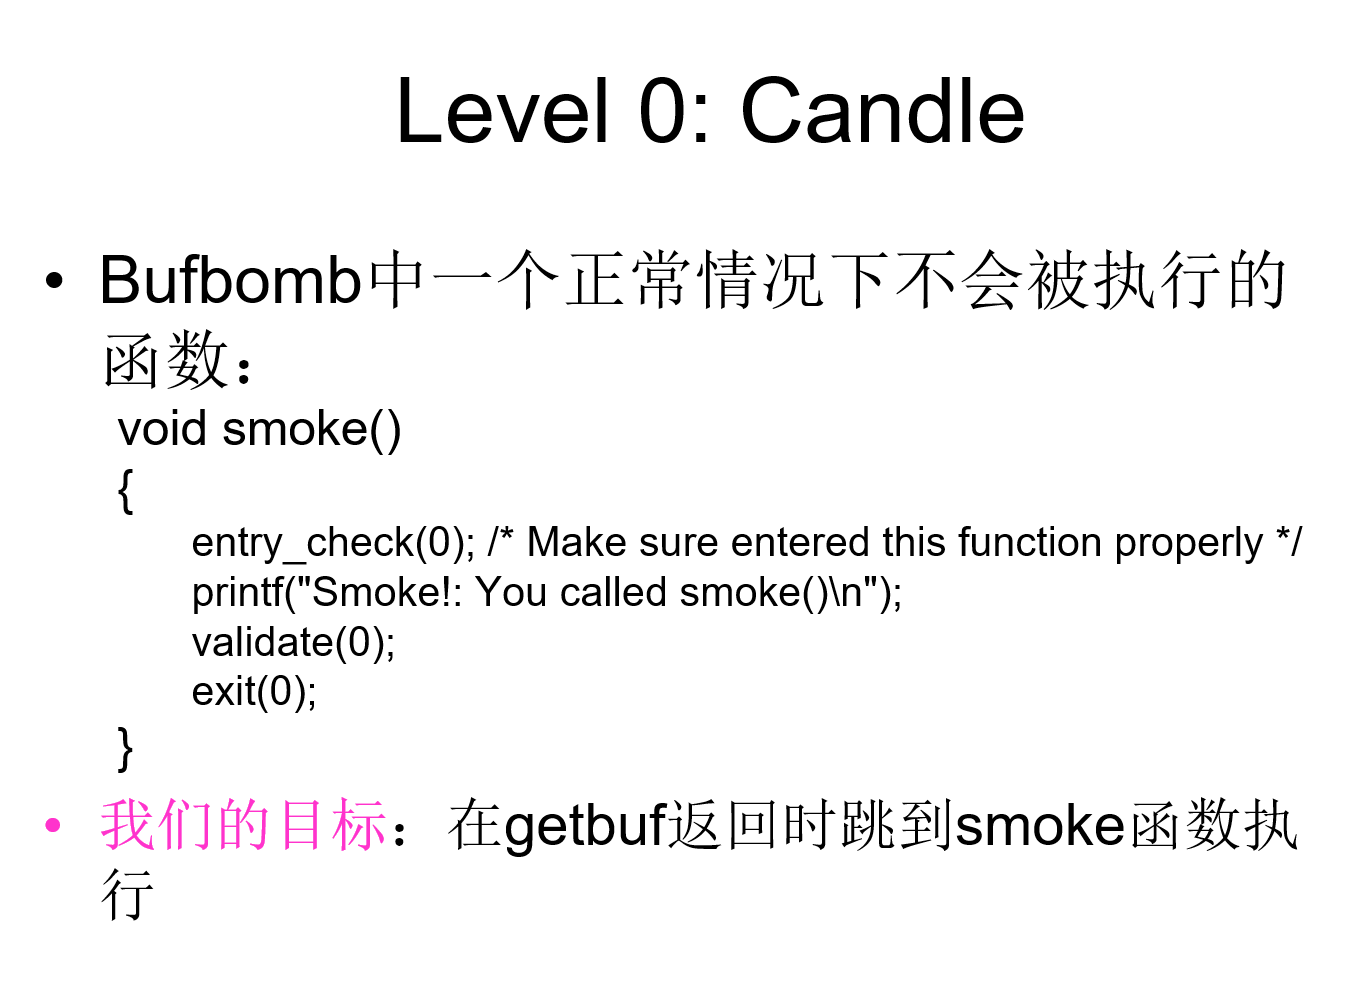 Level 0: Candle
• Bufbomb中一个正常情况下不会被执行的
函数：
void smoke()
{
entry_check(0); /* Make sure entered this function properly */
printf("Smoke!: You called smoke()\n");
validate(0);
exit(0);
}
• 我们的目标：在getbuf返回时跳到smoke函数执
行